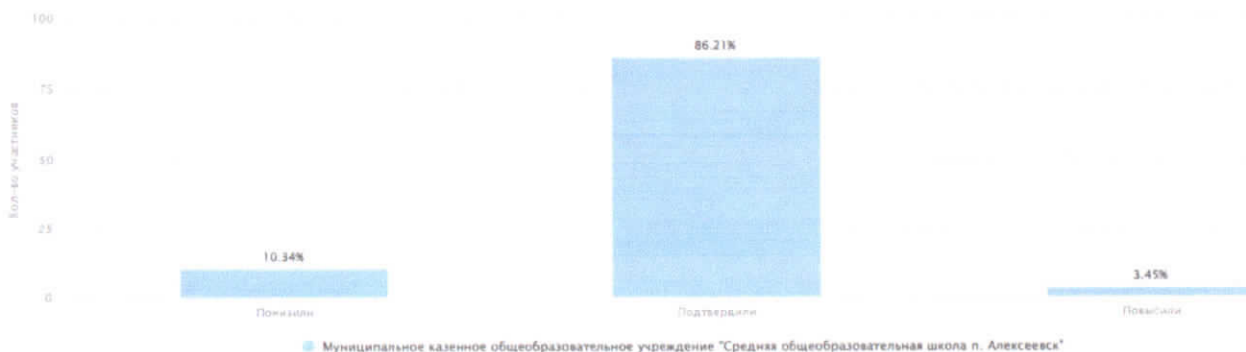 100
86.21%
75
Кол-во участников
50
25
10.34%
3.45%
0
Понизили
Подтвердили
Повысили
Муниципальное казенное общеобразовательное учреждение "Средняя общеобразовательная школа п. Алексеевск"